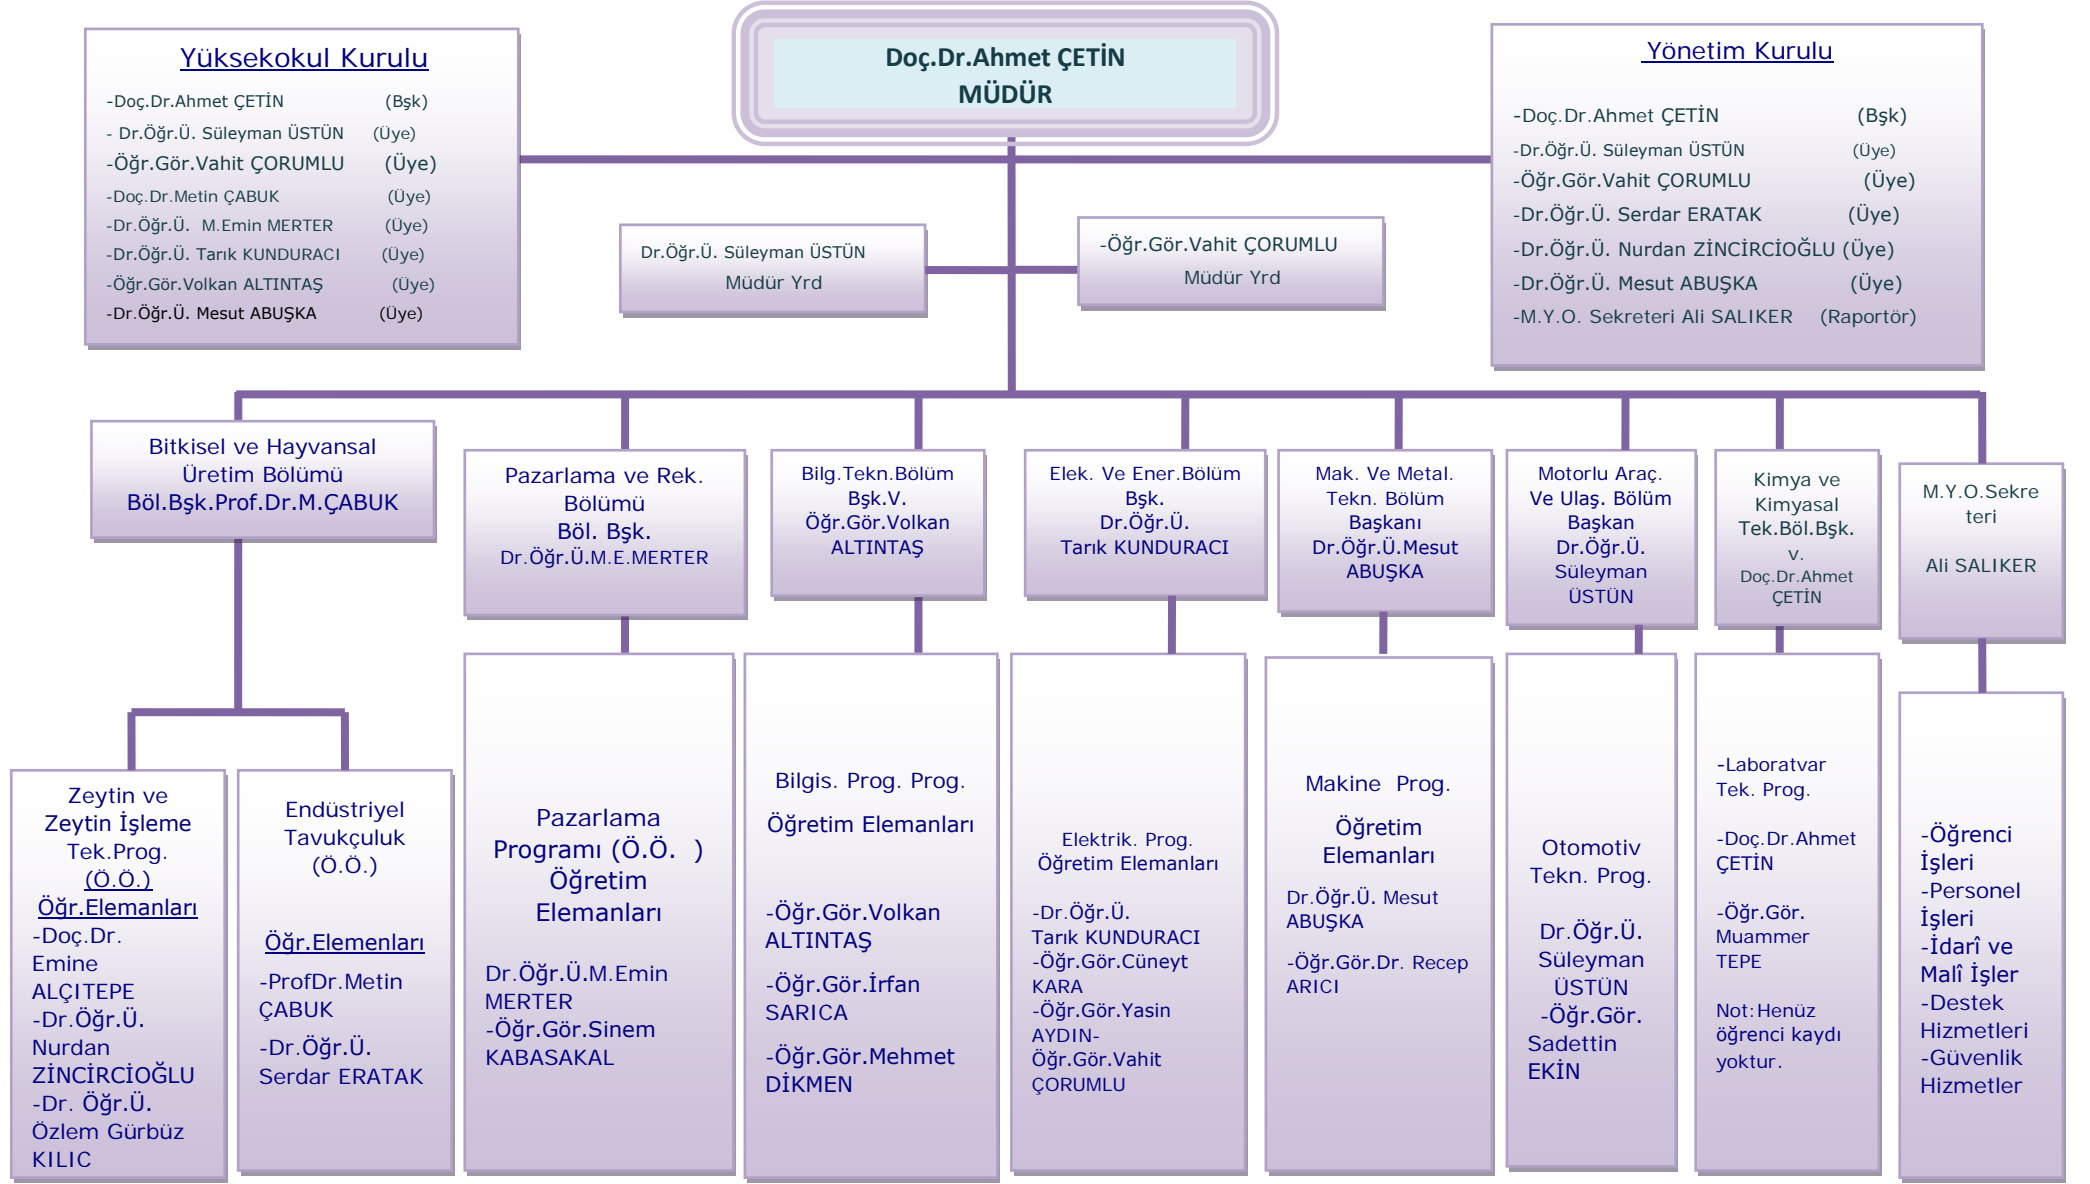 Doç.Dr.Ahmet ÇETİN
MÜDÜR
Yüksekokul Kurulu
-Doç.Dr.Ahmet ÇETİN (Bşk)
- Dr.Öğr.Ü. Süleyman ÜSTÜN (Üye)
-Öğr.Gör.Vahit ÇORUMLU (Üye)
-Doç.Dr.Metin ÇABUK (Üye)
-Dr.Öğr.Ü. M.Emin MERTER (Üye)
-Dr.Öğr.Ü. Tarık KUNDURACI (Üye)
-Öğr.Gör.Volkan ALTINTAŞ (Üye)
-Dr.Öğr.Ü. Mesut ABUŞKA (Üye)
Yönetim Kurulu
-Doç.Dr.Ahmet ÇETİN (Bşk)
-Dr.Öğr.Ü. Süleyman ÜSTÜN (Üye)
-Öğr.Gör.Vahit ÇORUMLU (Üye)
-Dr.Öğr.Ü. Serdar ERATAK (Üye)
-Dr.Öğr.Ü. Nurdan ZİNCİRCİOĞLU (Üye)
-Dr.Öğr.Ü. Mesut ABUŞKA (Üye)
-M.Y.O. Sekreteri Ali SALIKER (Raportör)
Dr.Öğr.Ü. Süleyman ÜSTÜN
Müdür Yrd
-Öğr.Gör.Vahit ÇORUMLU
Müdür Yrd
Bitkisel ve Hayvansal
Üretim Bölümü
Böl.Bşk.Prof.Dr.M.ÇABUK
Pazarlama ve Rek.
Bölümü
Böl. Bşk.
Dr.Öğr.Ü.M.E.MERTER
Bilg.Tekn.Bölüm
Bşk.V.
Öğr.Gör.Volkan
ALTINTAŞ
Elek. Ve Ener.Bölüm
Bşk.
Dr.Öğr.Ü.
Tarık KUNDURACI
Mak. Ve Metal.
Tekn. Bölüm
Başkanı
Dr.Öğr.Ü.Mesut
ABUŞKA
Motorlu Araç.
Ve Ulaş. Bölüm
Başkan
Dr.Öğr.Ü.
Süleyman
ÜSTÜN
Kimya ve
Kimyasal
Tek.Böl.Bşk.
v.
Doç.Dr.Ahmet
ÇETİN
M.Y.O.Sekre
teri
Ali SALIKER
Zeytin ve
Zeytin İşleme
Tek.Prog.
(Ö.Ö.)
Öğr.Elemanları
-Doç.Dr.
Emine
ALÇITEPE
-Dr.Öğr.Ü.
Nurdan
ZİNCİRCİOĞLU
-Dr. Öğr.Ü.
Özlem Gürbüz
KILIC
Endüstriyel
Tavukçuluk
(Ö.Ö.)
Öğr.Elemenları
-ProfDr.Metin
ÇABUK
-Dr.Öğr.Ü.
Serdar ERATAK
Pazarlama
Programı (Ö.Ö. )
Öğretim
Elemanları
Dr.Öğr.Ü.M.Emin
MERTER
-Öğr.Gör.Sinem
KABASAKAL
Bilgis. Prog. Prog.
Öğretim Elemanları
-Öğr.Gör.Volkan
ALTINTAŞ
-Öğr.Gör.İrfan
SARICA
-Öğr.Gör.Mehmet
DİKMEN
Elektrik. Prog.
Öğretim Elemanları
-Dr.Öğr.Ü.
Tarık KUNDURACI
-Öğr.Gör.Cüneyt
KARA
-Öğr.Gör.Yasin
AYDIN-
Öğr.Gör.Vahit
ÇORUMLU
Makine Prog.
Öğretim
Elemanları
Dr.Öğr.Ü. Mesut
ABUŞKA
-Öğr.Gör.Dr. Recep
ARICI
Otomotiv
Tekn. Prog.
Dr.Öğr.Ü.
Süleyman
ÜSTÜN
-Öğr.Gör.
Sadettin
EKİN
-Laboratvar
Tek. Prog.
-Doç.Dr.Ahmet
ÇETİN
-Öğr.Gör.
Muammer
TEPE
Not:Henüz
öğrenci kaydı
yoktur.
-Öğrenci
İşleri
-Personel
İşleri
-İdarî ve
Malî İşler
-Destek
Hizmetleri
-Güvenlik
Hizmetler